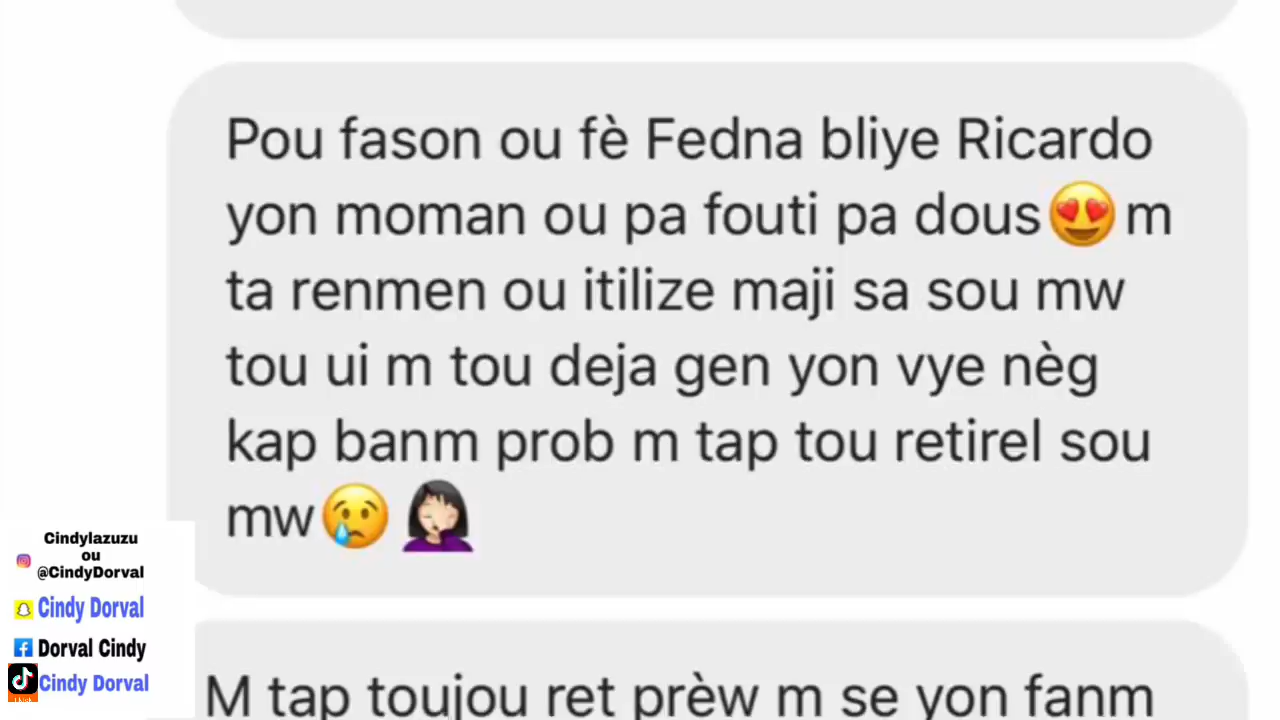 Pou fason ou fè Fedna bliye Ricardo
yon moman ou pa fouti pa dous😍 m
ta renmen ou itilize maji sa sou mw
tou ui m tou deja gen yon vye nèg
kap banm prob m tap tou retirel sou
mw😢 🤦🏻‍♀️
M tap toujou ret prèw m se yon fanm
Cindylazuzu
ou
@CindyDorval
Cindy Dorval
Dorval Cindy
Cindy Dorval